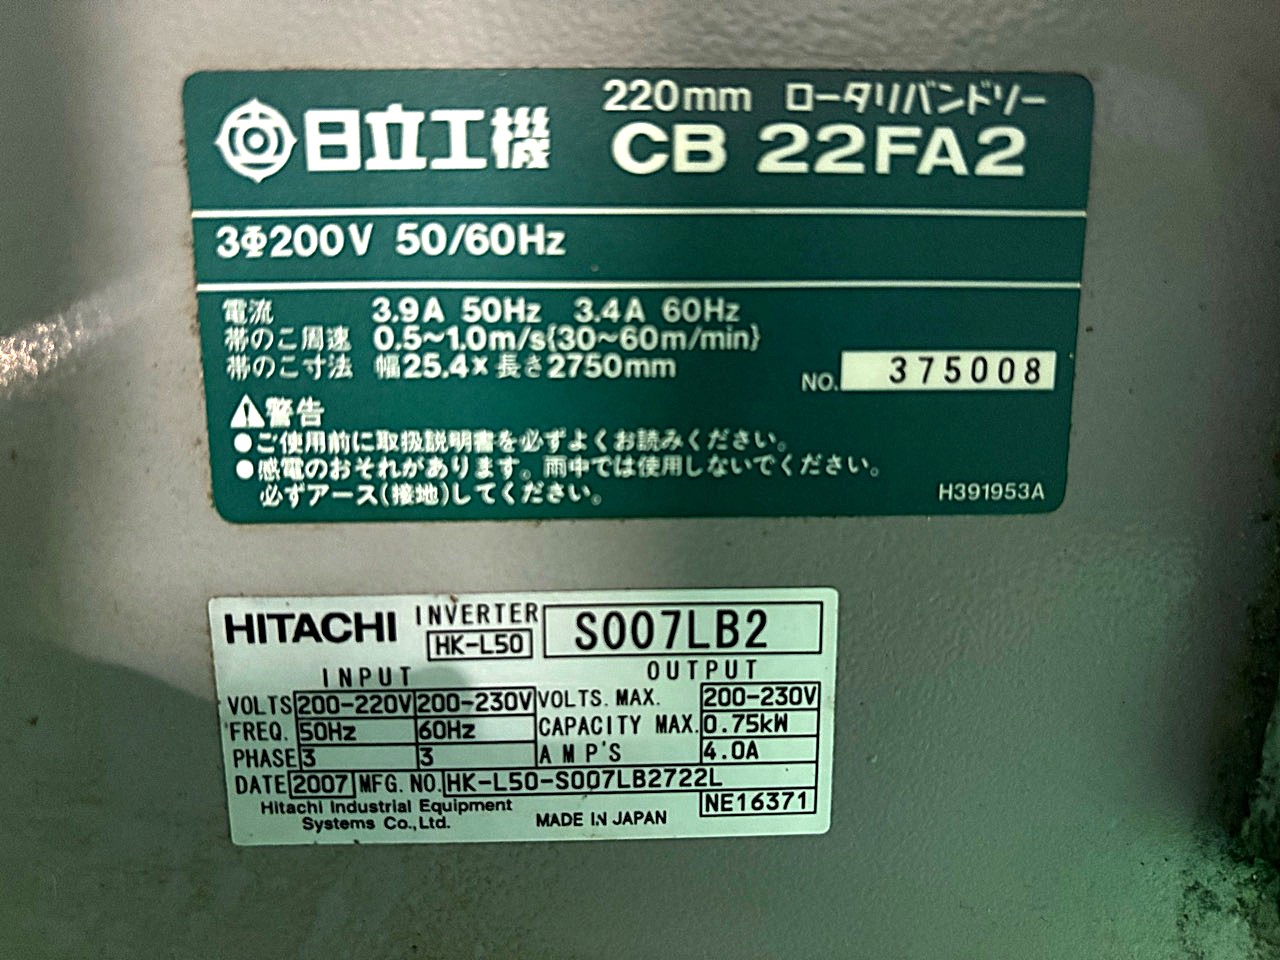 日立工機
220mm ロータリバンドソー
CB 22FA2
3Φ200V 50/60Hz
電流 3.9A 50Hz 3.4A 60Hz
帯のこ周速 0.5~1.0m/s{30~60m/min}
帯のこ寸法 幅25.4×長さ2750mm
NO. 375008
⚠警告
●ご使用前に取扱説明書を必ずよくお読みください。
●感電のおそれがあります。雨中では使用しないでください。
必ずアース(接地)してください。
H391953A
HITACHI INVERTER HK-L50 S007LB2
INPUT OUTPUT
VOLTS 200-220V 200-230V VOLTS. MAX. 200-230V
FREQ. 50Hz 60Hz CAPACITY MAX. 0.75kW
PHASE 3 3 AMP'S 4.0A
DATE 2007 MFG. NO. HK-L50-S007LB2722L
Hitachi Industrial Equipment
Systems Co.,Ltd. MADE IN JAPAN NE16371